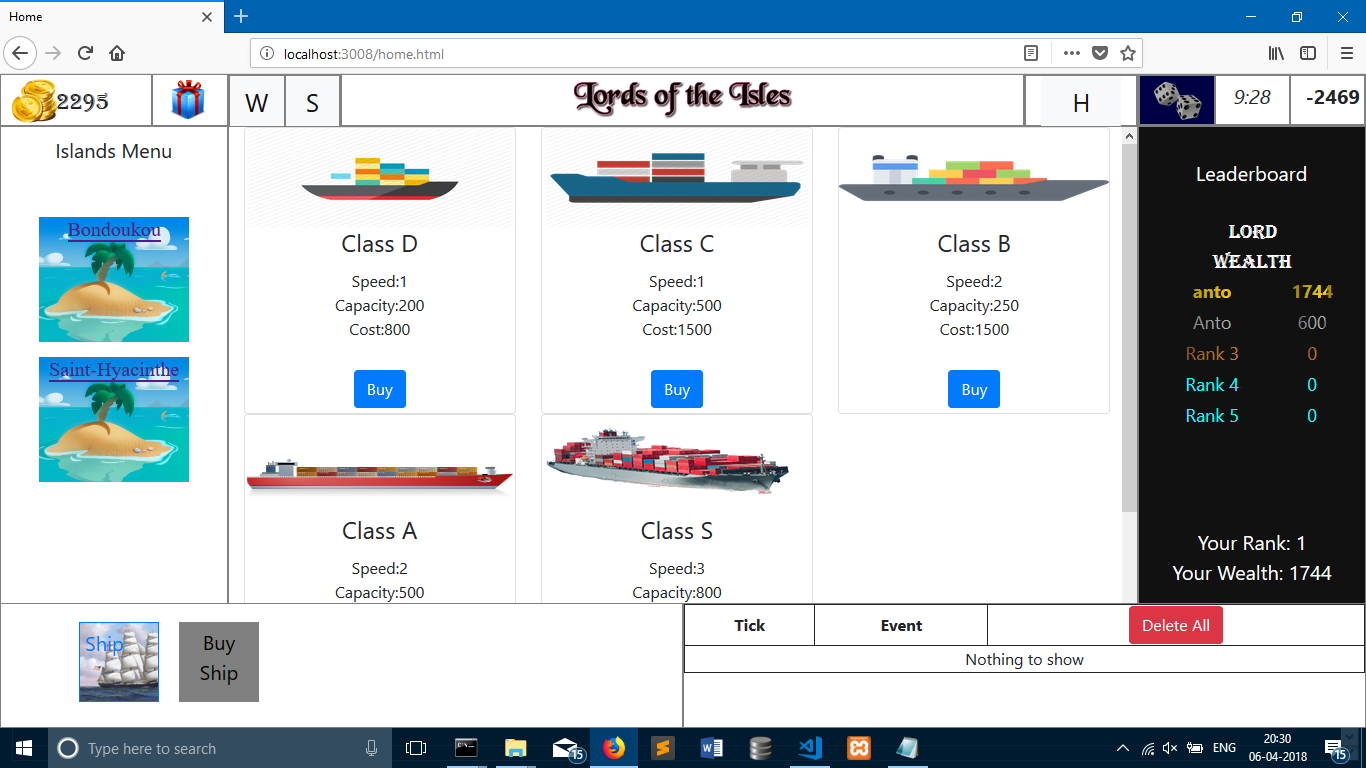 Home
localhost:3008/home.html
2295
W
S
Lords of the Isles
H
9:28
-2469
Islands Menu
Bondoukou
Saint-Hyacinthe
Class D
Speed:1
Capacity:200
Cost:800
Buy
Class C
Speed:1
Capacity:500
Cost:1500
Buy
Class B
Speed:2
Capacity:250
Cost:1500
Buy
Class A
Speed:2
Capacity:500
Class S
Speed:3
Capacity:800
Leaderboard
LORD
WEALTH
anto 1744
Anto 600
Rank 3 0
Rank 4 0
Rank 5 0
Your Rank: 1
Your Wealth: 1744
Ship
Buy
Ship
Tick Event Delete All
Nothing to show
Type here to search
15
ENG
20:30
06-04-2018
15